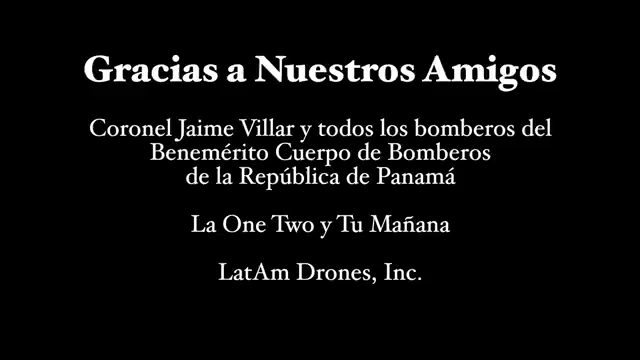 Gracias a Nuestros Amigos
Coronel Jaime Villar y todos los bomberos del
Benemérito Cuerpo de Bomberos
de la República de Panamá
La One Two y Tu Mañana
LatAm Drones, Inc.